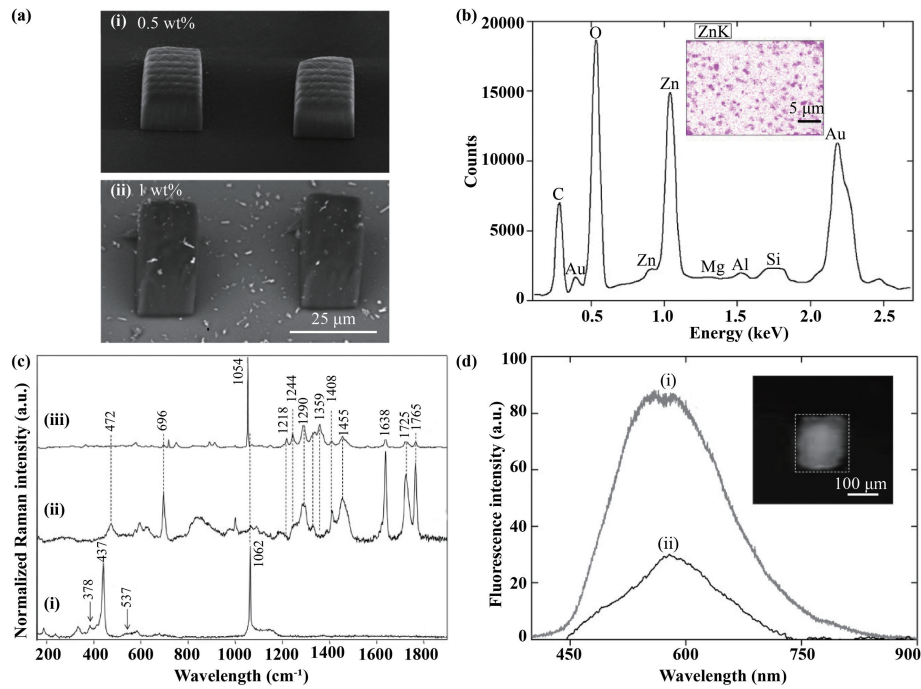 (a)
(i) 0.5 wt%
(ii) 1 wt%
25 μm
(b)
Counts
20000
15000
10000
5000
0
C
Au
O
Zn
Zn
Mg
Al
Si
Au
ZnK
5 μm
0.5
1.0
1.5
2.0
2.5
Energy (keV)
(c)
Normalized Raman intensity (a.u.)
(iii)
(ii)
(i)
472
696
1054
1218
1244
1290
1359
1408
1455
1638
1725
1765
378
437
537
1062
200
400
600
800
1000
1200
1400
1600
1800
Wavelength (cm⁻¹)
(d)
Fluorescence intensity (a.u.)
100
80
60
40
20
0
(i)
(ii)
100 μm
450
600
750
900
Wavelength (nm)